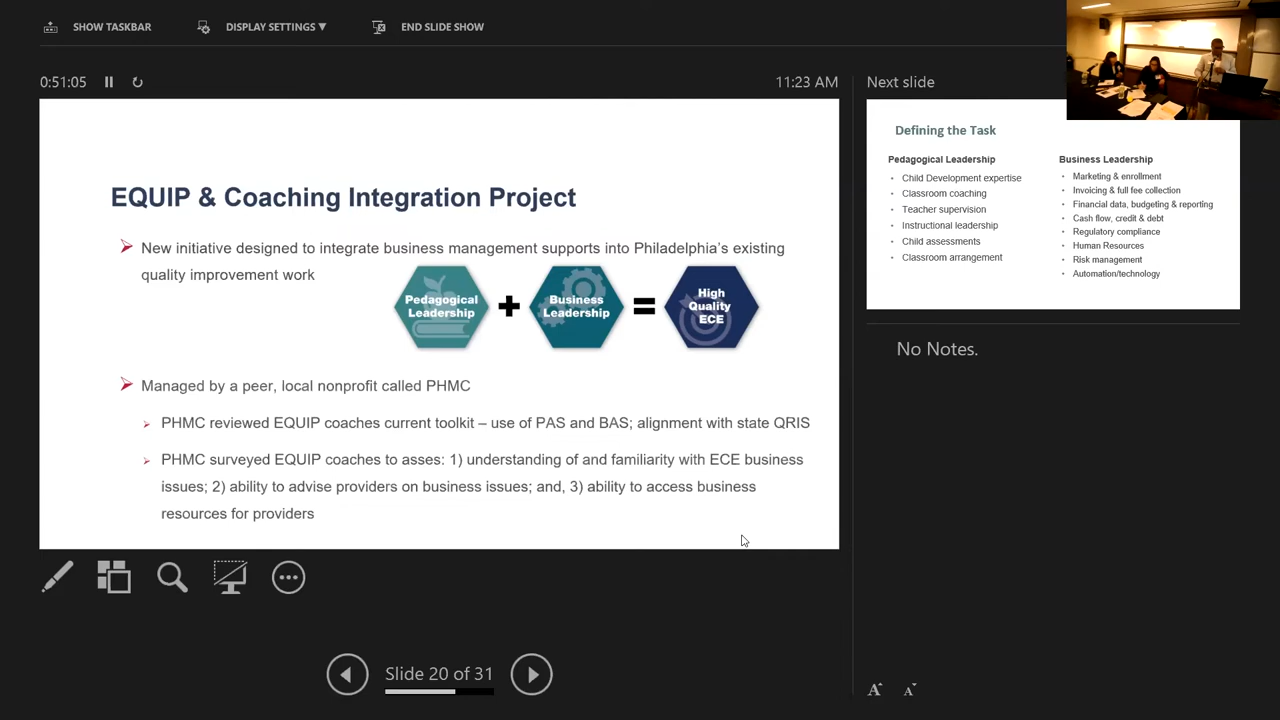 SHOW TASKBAR
DISPLAY SETTINGS ▼
END SLIDE SHOW
0:51:05
11:23 AM
EQUIP & Coaching Integration Project
New initiative designed to integrate business management supports into Philadelphia's existing
quality improvement work
Pedagogical
Leadership
+
Business
Leadership
=
High
Quality
ECE
Managed by a peer, local nonprofit called PHMC
PHMC reviewed EQUIP coaches current toolkit – use of PAS and BAS; alignment with state QRIS
PHMC surveyed EQUIP coaches to asses: 1) understanding of and familiarity with ECE business
issues; 2) ability to advise providers on business issues; and, 3) ability to access business
resources for providers
Slide 20 of 31
Next slide
Defining the Task
Pedagogical Leadership
Child Development expertise
Classroom coaching
Teacher supervision
Instructional leadership
Child assessments
Classroom arrangement
Business Leadership
Marketing & enrollment
Invoicing & full fee collection
Financial data, budgeting & reporting
Cash flow, credit & debt
Regulatory compliance
Human Resources
Risk management
Automation/technology
No Notes.
A A